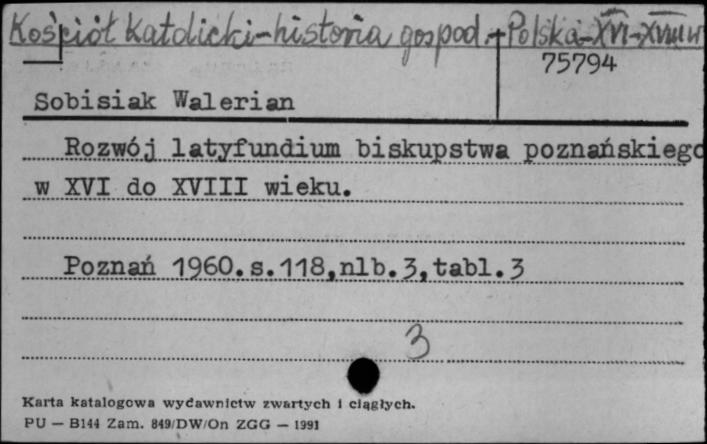 Kościół Katolicki-historia gospod.-Polska-XVI-XVIII w
75794
Sobisiak Walerian
Rozwój latyfundium biskupstwa poznańskiego
w XVI do XVIII wieku.
Poznań 1960.s.118,nlb.3,tabl.3
3
Karta katalogowa wydawnictw zwartych i ciągłych.
PU — B144 Zam. 849/DW/On ZGG — 1991